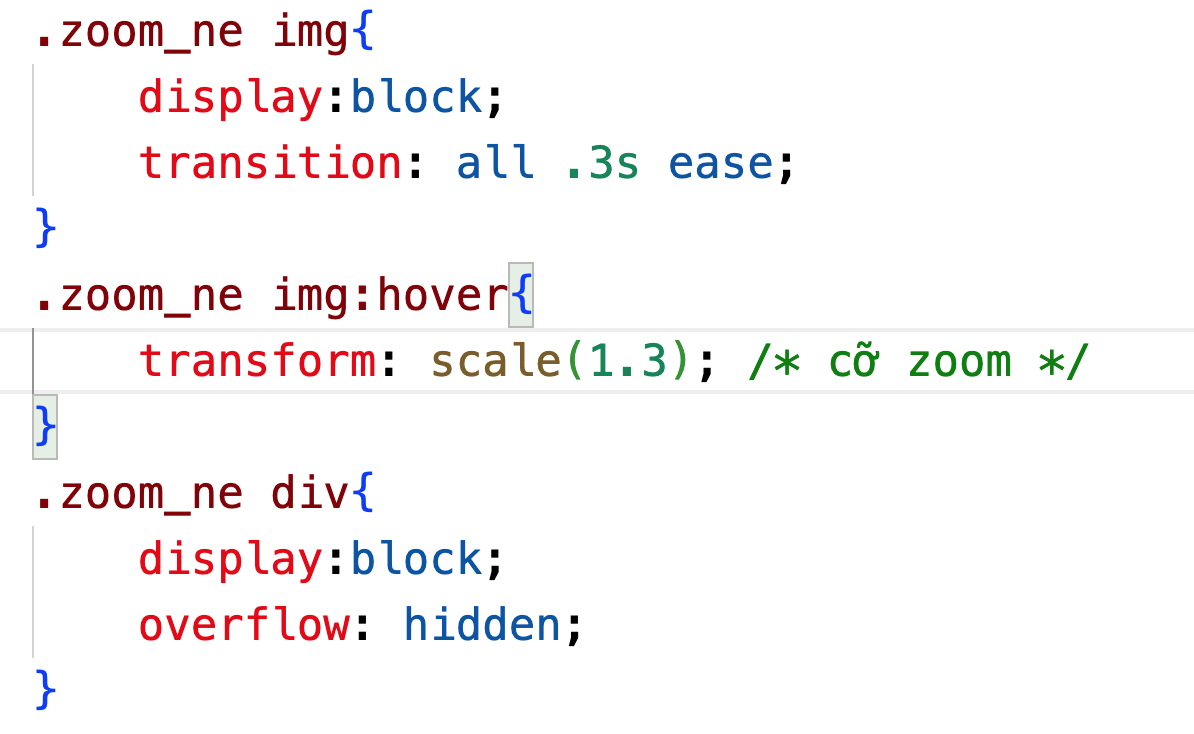 .zoom_ne img{
display:block;
transition: all .3s ease;
}
.zoom_ne img:hover{
transform: scale(1.3); /* cỡ zoom */
}
.zoom_ne div{
display:block;
overflow: hidden;
}